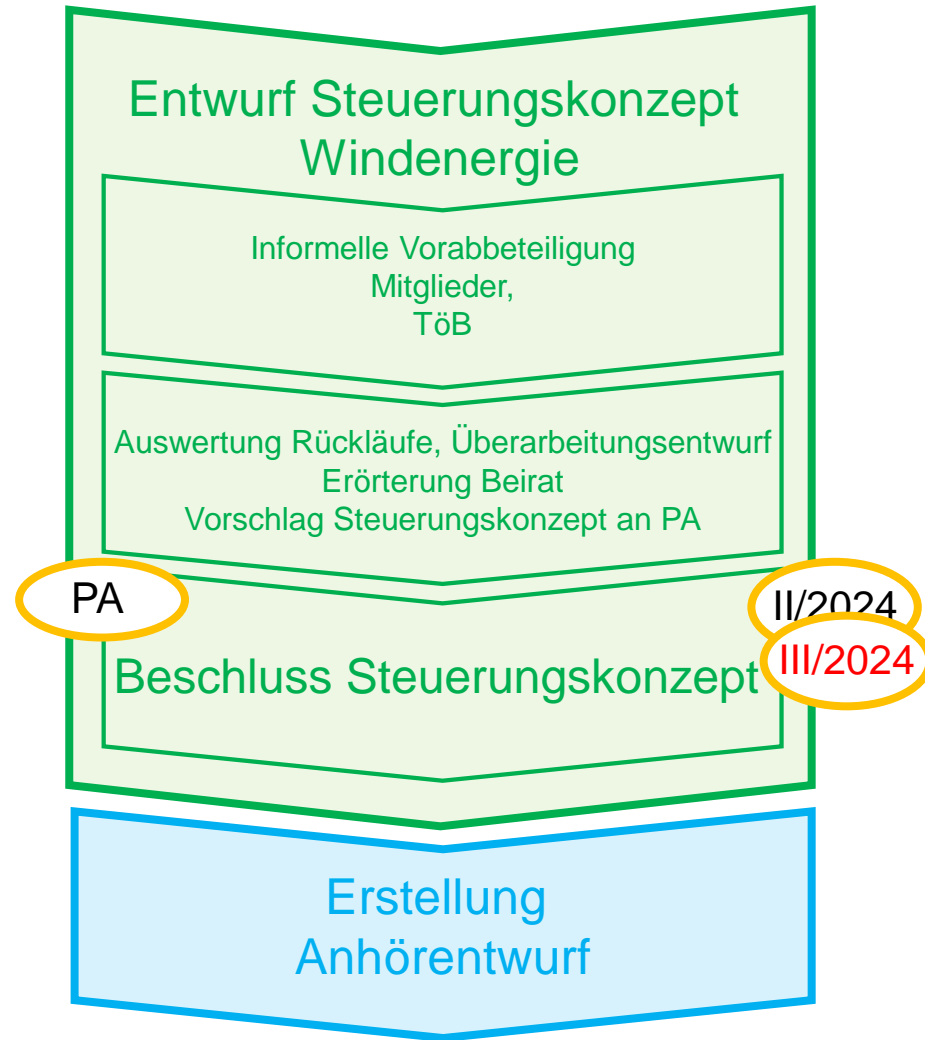 Entwurf Steuerungskonzept
Windenergie
Informelle Vorabbeteiligung
Mitglieder,
TöB
Auswertung Rückläufe, Überarbeitungsentwurf
Erörterung Beirat
Vorschlag Steuerungskonzept an PA
PA
II/2024
III/2024
Beschluss Steuerungskonzept
Erstellung
Anhörentwurf